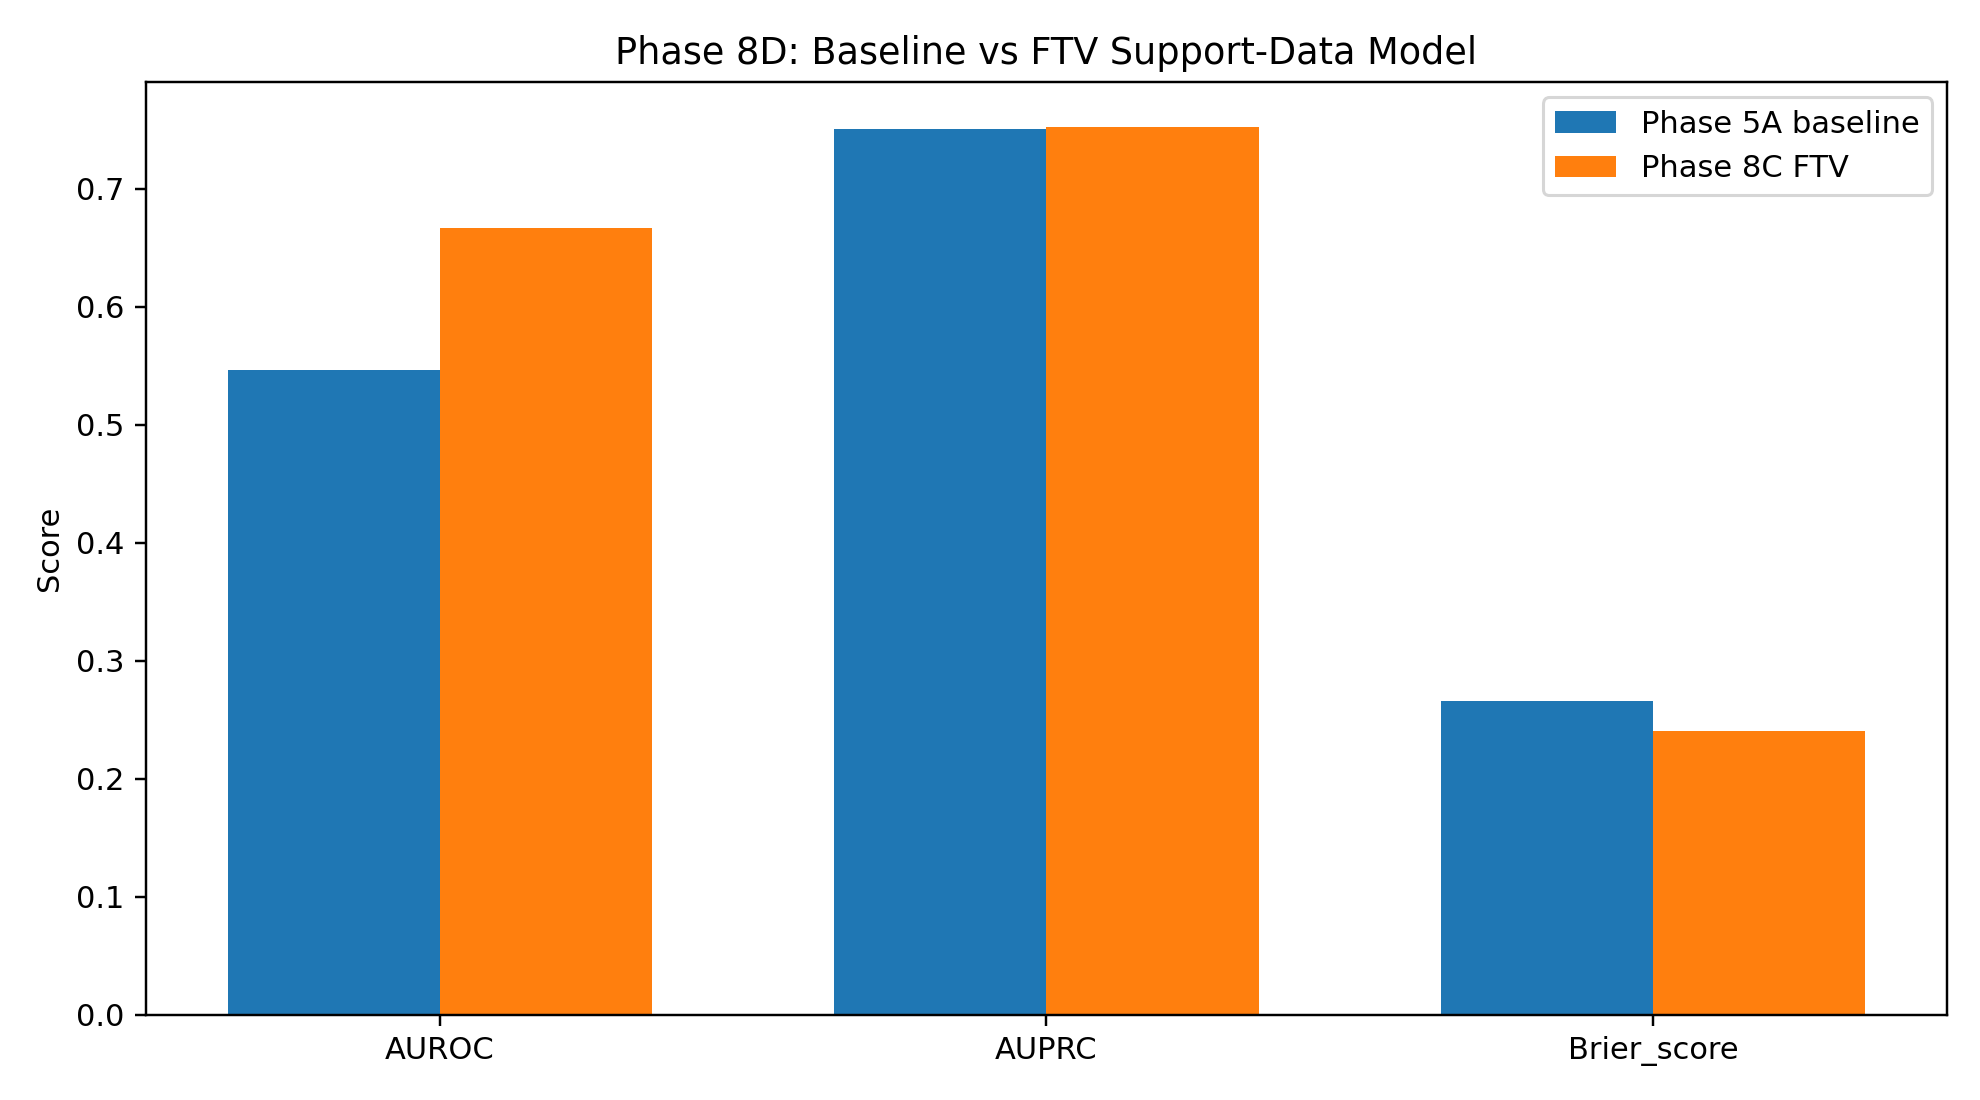 Phase 8D: Baseline vs FTV Support-Data Model
Phase 5A baseline
Phase 8C FTV
Score
0.7
0.6
0.5
0.4
0.3
0.2
0.1
0.0
AUROC
AUPRC
Brier_score